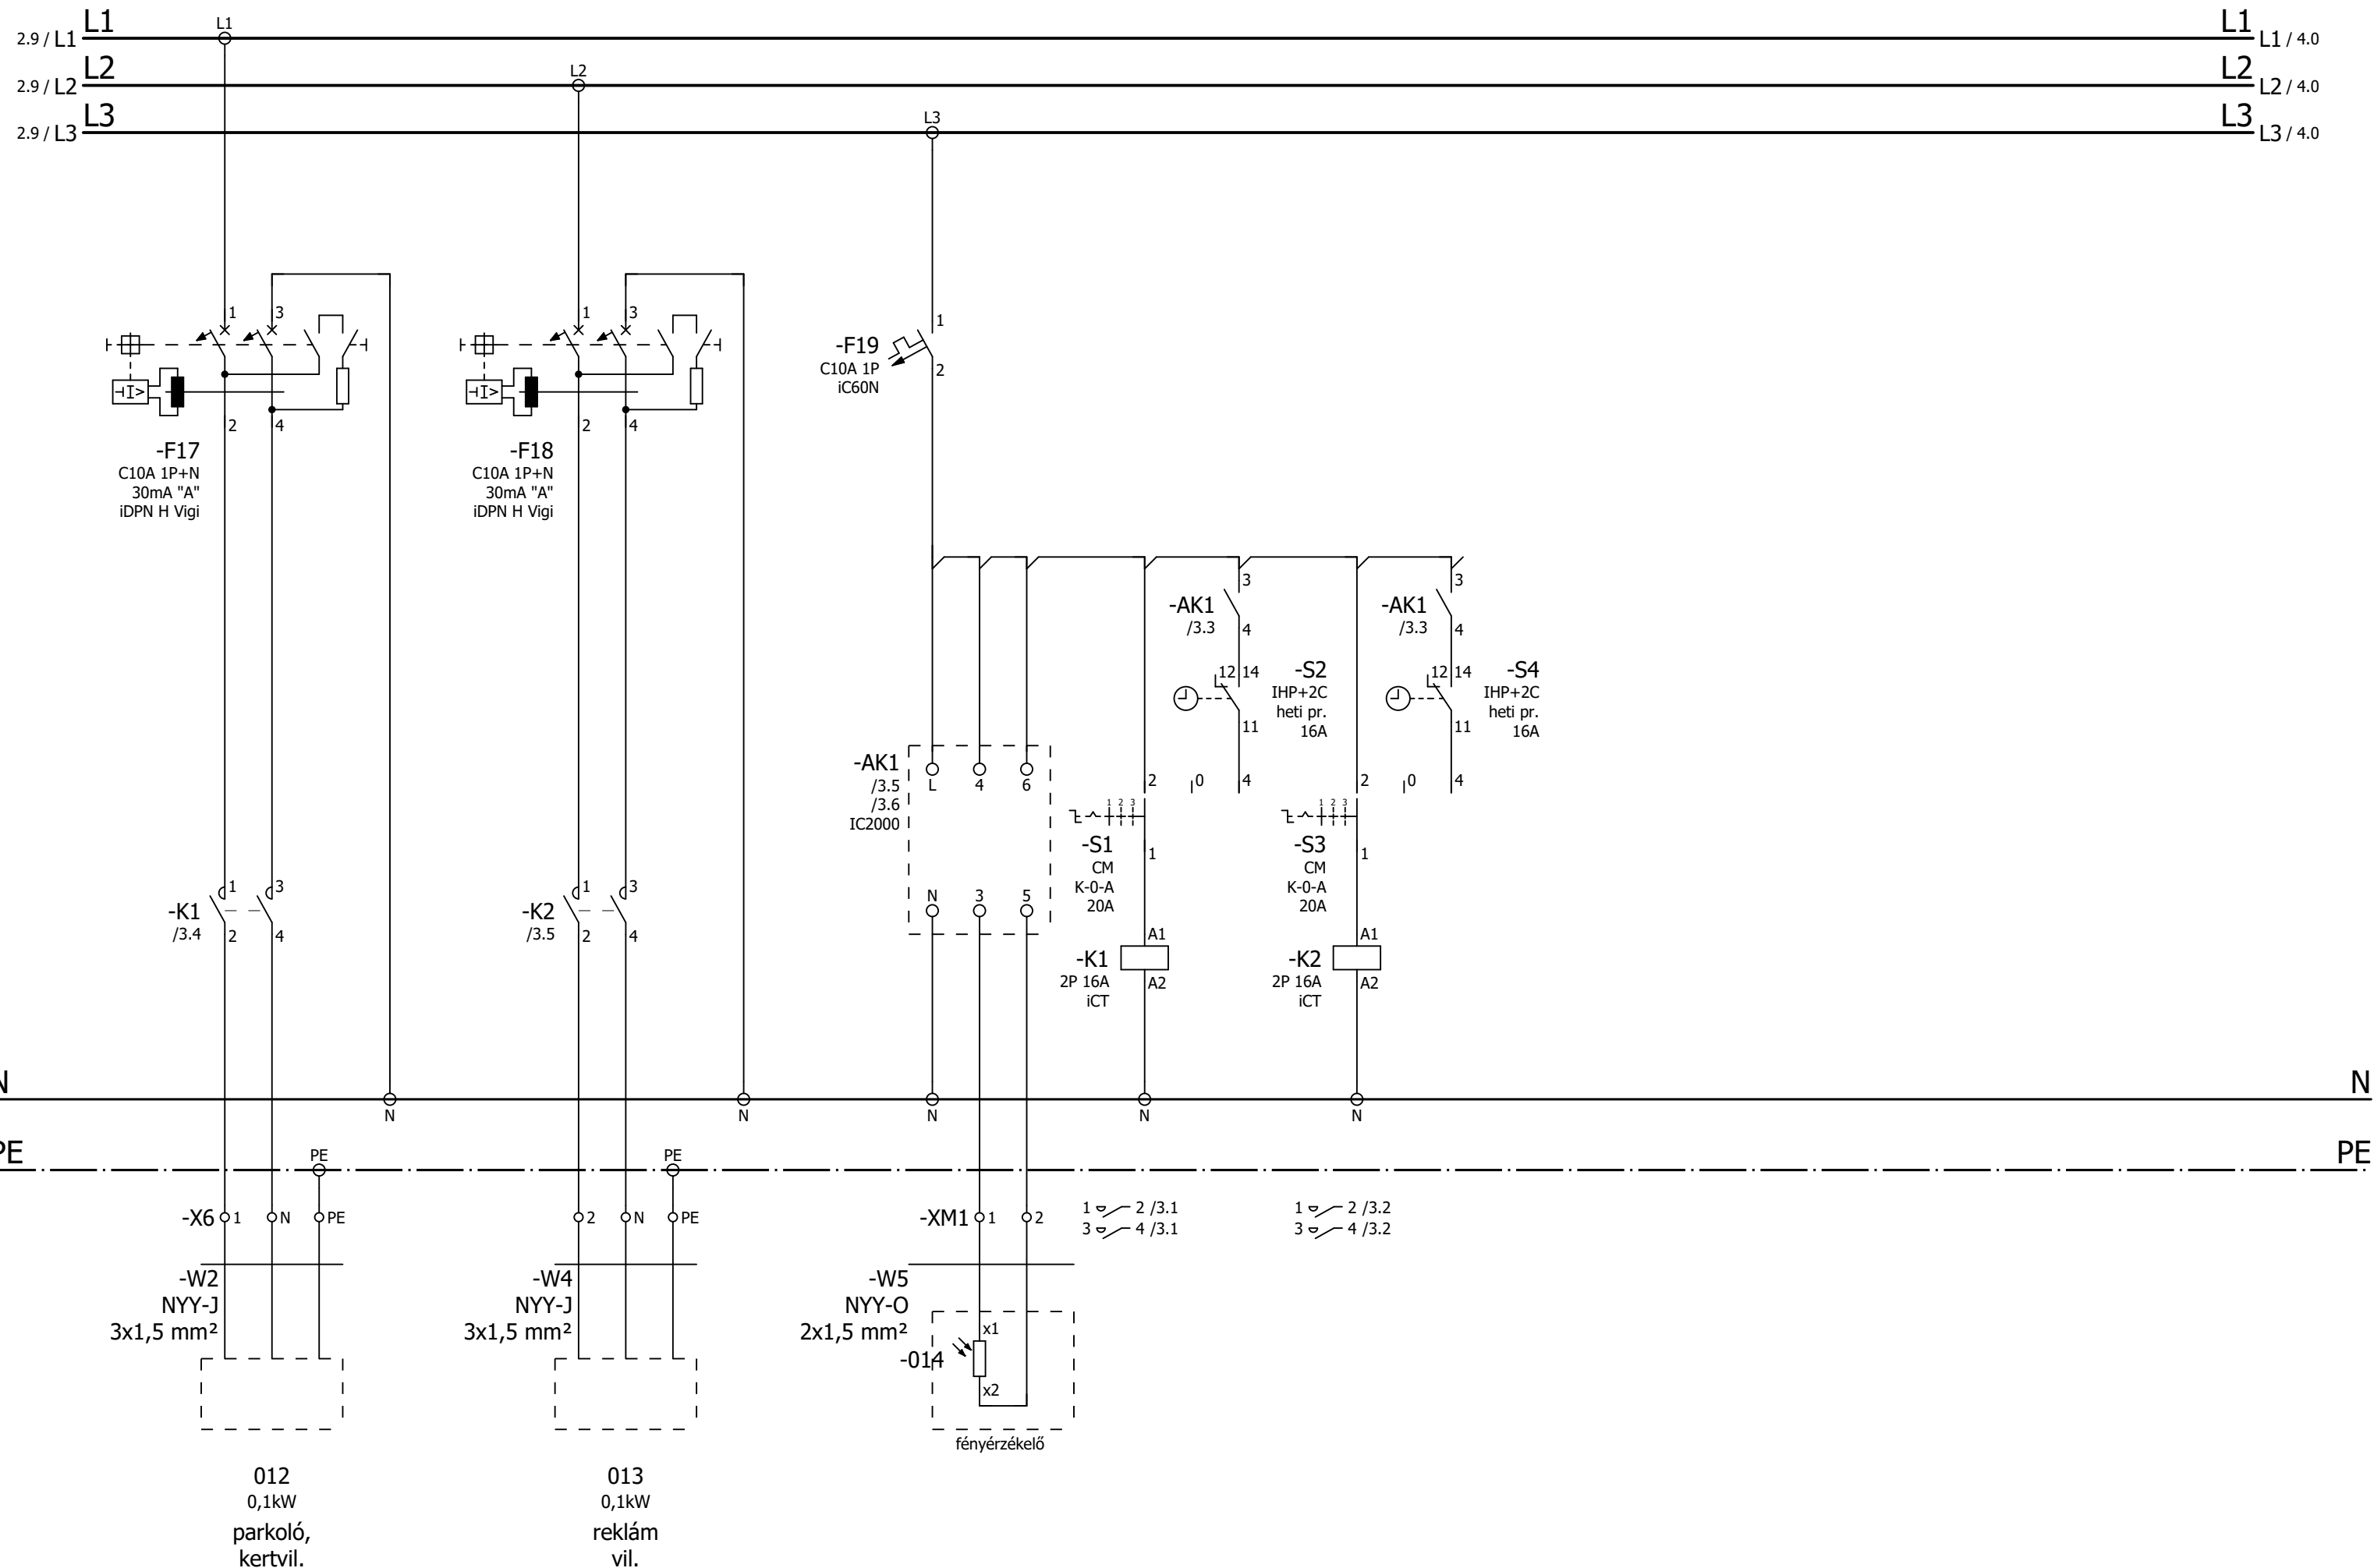 L1
L1
L1
2.9 / L1
L1 / 4.0
L2
L2
L2
2.9 / L2
L2 / 4.0
L3
L3
L3
2.9 / L3
L3 / 4.0
1
3
2
4
-F17
C10A 1P+N
30mA "A"
iDPN H Vigi
I>
1
3
2
4
-F18
C10A 1P+N
30mA "A"
iDPN H Vigi
I>
1
-F19
C10A 1P
iC60N
2
3
-AK1
/3.3
4
12 14
-S2
IHP+2C
heti pr.
16A
11
3
-AK1
/3.3
4
12 14
-S4
IHP+2C
heti pr.
16A
11
-AK1
/3.5
/3.6
IC2000
L 4 6
N 3 5
2 0 4
1 2 3
-S1
CM
K-0-A
20A
1
2 0 4
1 2 3
-S3
CM
K-0-A
20A
1
-K1
/3.4
1 3
2 4
-K2
/3.5
1 3
2 4
A1
-K1
2P 16A
iCT
A2
A1
-K2
2P 16A
iCT
A2
N
N
N N N N N
PE
PE PE
PE
-X6 1 N PE
2 N PE
-XM1 1 2
1 2 /3.1
3 4 /3.1
1 2 /3.2
3 4 /3.2
-W2
NYY-J
3x1,5 mm²
-W4
NYY-J
3x1,5 mm²
-W5
NYY-O
2x1,5 mm²
x1
-014
x2
fényérzékelő
012
0,1kW
parkoló,
kertvil.
013
0,1kW
reklám
vil.